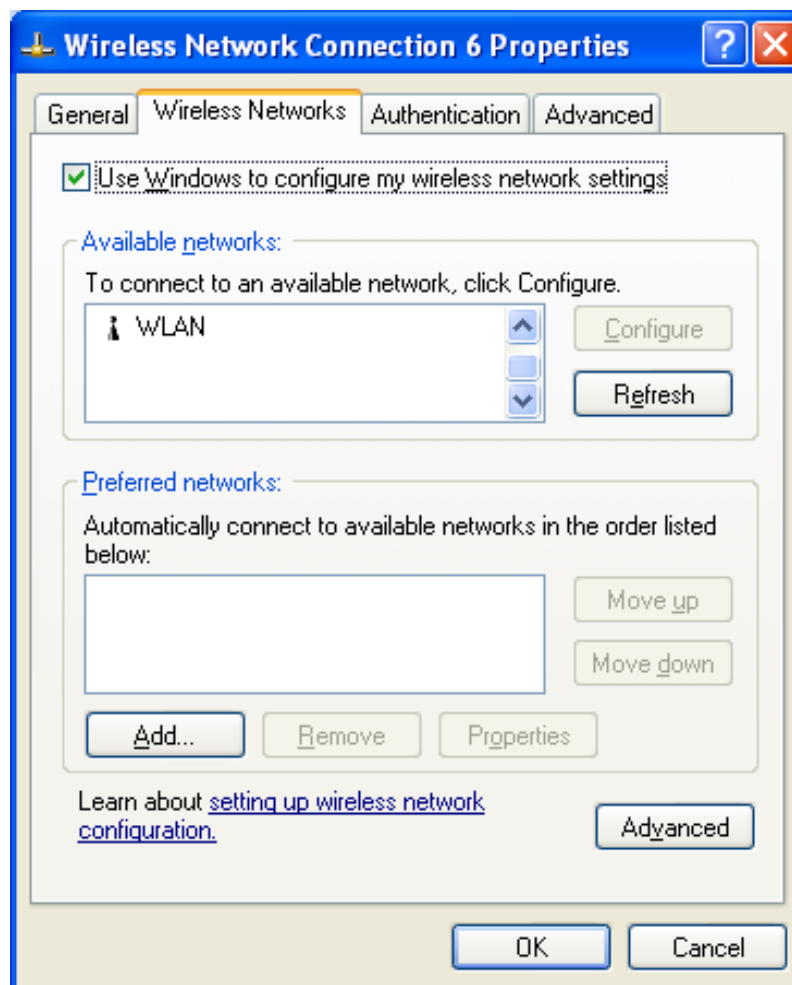 Wireless Network Connection 6 Properties
General Wireless Networks Authentication Advanced
Use Windows to configure my wireless network settings
Available networks:
To connect to an available network, click Configure.
WLAN
Configure
Refresh
Preferred networks:
Automatically connect to available networks in the order listed
below:
Move up
Move down
Add... Remove Properties
Learn about setting up wireless network
configuration.
Advanced
OK Cancel